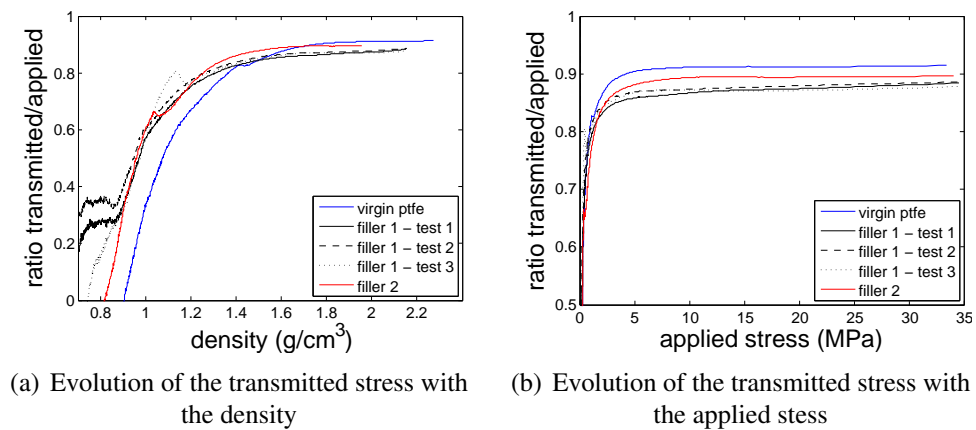 1
0.8
0.6
0.4
0.2
0
0.8 1 1.2 1.4 1.6 1.8 2 2.2
ratio transmitted/applied
density (g/cm3)
virgin ptfe
filler 1 − test 1
filler 1 − test 2
filler 1 − test 3
filler 2
(a) Evolution of the transmitted stress with
the density
1
0.9
0.8
0.7
0.6
0.5
0 5 10 15 20 25 30 35
ratio transmitted/applied
applied stress (MPa)
virgin ptfe
filler 1 − test 1
filler 1 − test 2
filler 1 − test 3
filler 2
(b) Evolution of the transmitted stress with
the applied stess